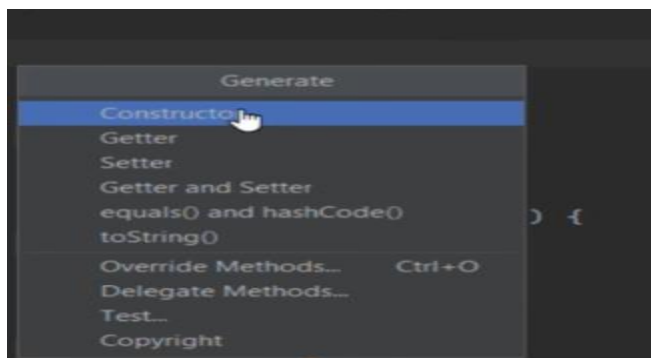 Generate
Constructor
Getter
Setter
Getter and Setter
equals() and hashCode()
) {
toString()
Override Methods... Ctrl+O
Delegate Methods...
Test...
Copyright